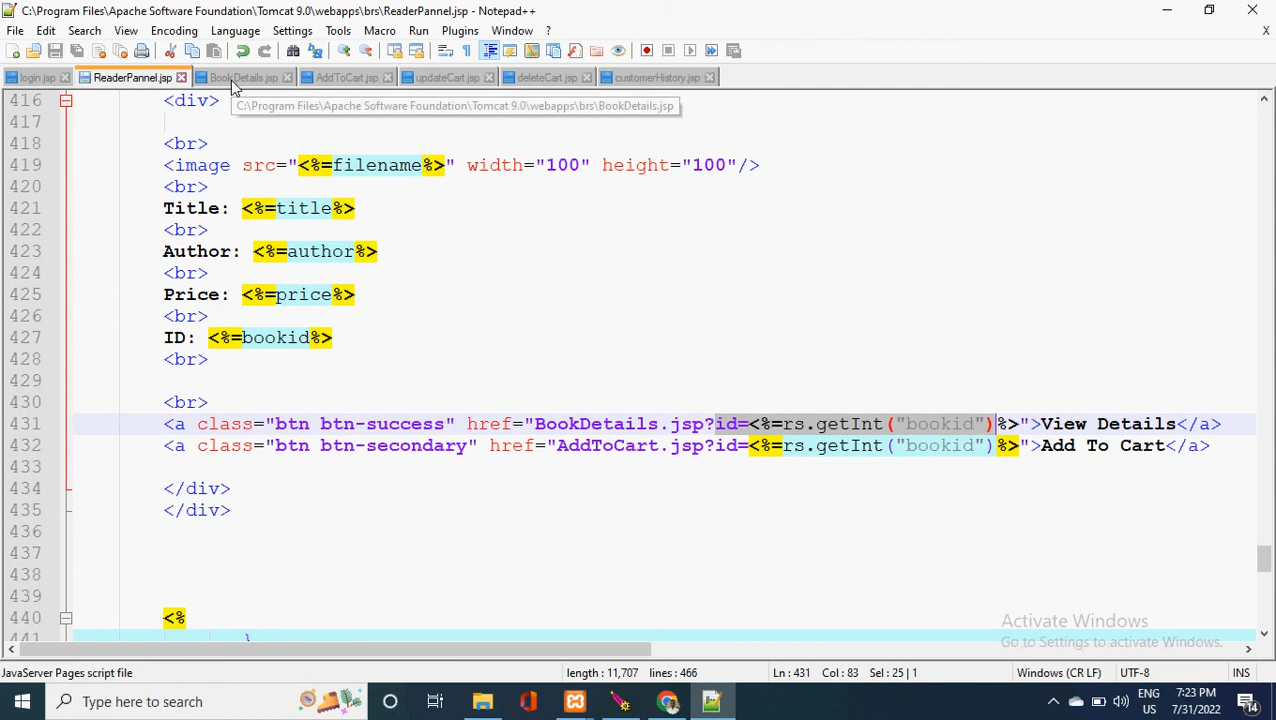 C:\Program Files\Apache Software Foundation\Tomcat 9.0\webapps\brs\ReaderPannel.jsp - Notepad++
File Edit Search View Encoding Language Settings Tools Macro Run Plugins Window ? X
login.jsp ReaderPannel.jsp BookDetails.jsp AddToCart.jsp updateCart.jsp deleteCart.jsp customerHistory.jsp
C:\Program Files\Apache Software Foundation\Tomcat 9.0\webapps\brs\BookDetails.jsp
416 <div>
417
418 <br>
419 <image src="<%=filename%>" width="100" height="100"/>
420 <br>
421 Title: <%=title%>
422 <br>
423 Author: <%=author%>
424 <br>
425 Price: <%=price%>
426 <br>
427 ID: <%=bookid%>
428 <br>
429
430 <br>
431 <a class="btn btn-success" href="BookDetails.jsp?id=<%=rs.getInt("bookid")%>">View Details</a>
432 <a class="btn btn-secondary" href="AddToCart.jsp?id=<%=rs.getInt("bookid")%>">Add To Cart</a>
433
434 </div>
435 </div>
436
437
438
439
440 <%
441 }
Activate Windows
Go to Settings to activate Windows.
JavaServer Pages script file length : 11,707 lines : 466 Ln : 431 Col : 83 Sel : 25 | 1 Windows (CR LF) UTF-8 INS
Type here to search
ENG
US
7:23 PM
7/31/2022
14